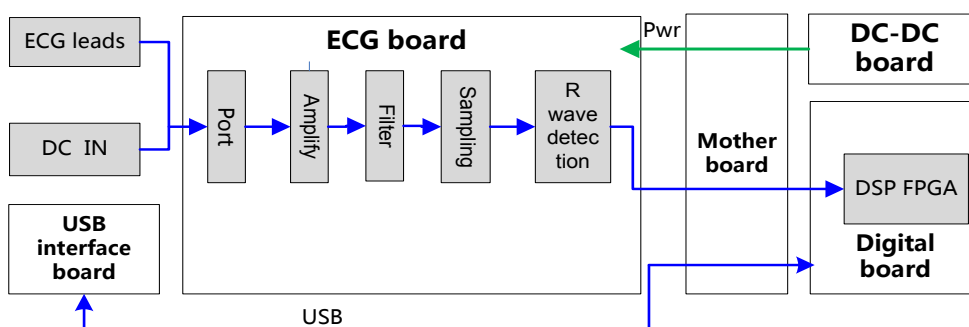 ECG leads
DC IN
USB
interface
board
ECG board
Port
Amplify
Filter
Sampling
R
wave
detec
tion
USB
Pwr
Mother
board
DC-DC
board
DSP FPGA
Digital
board